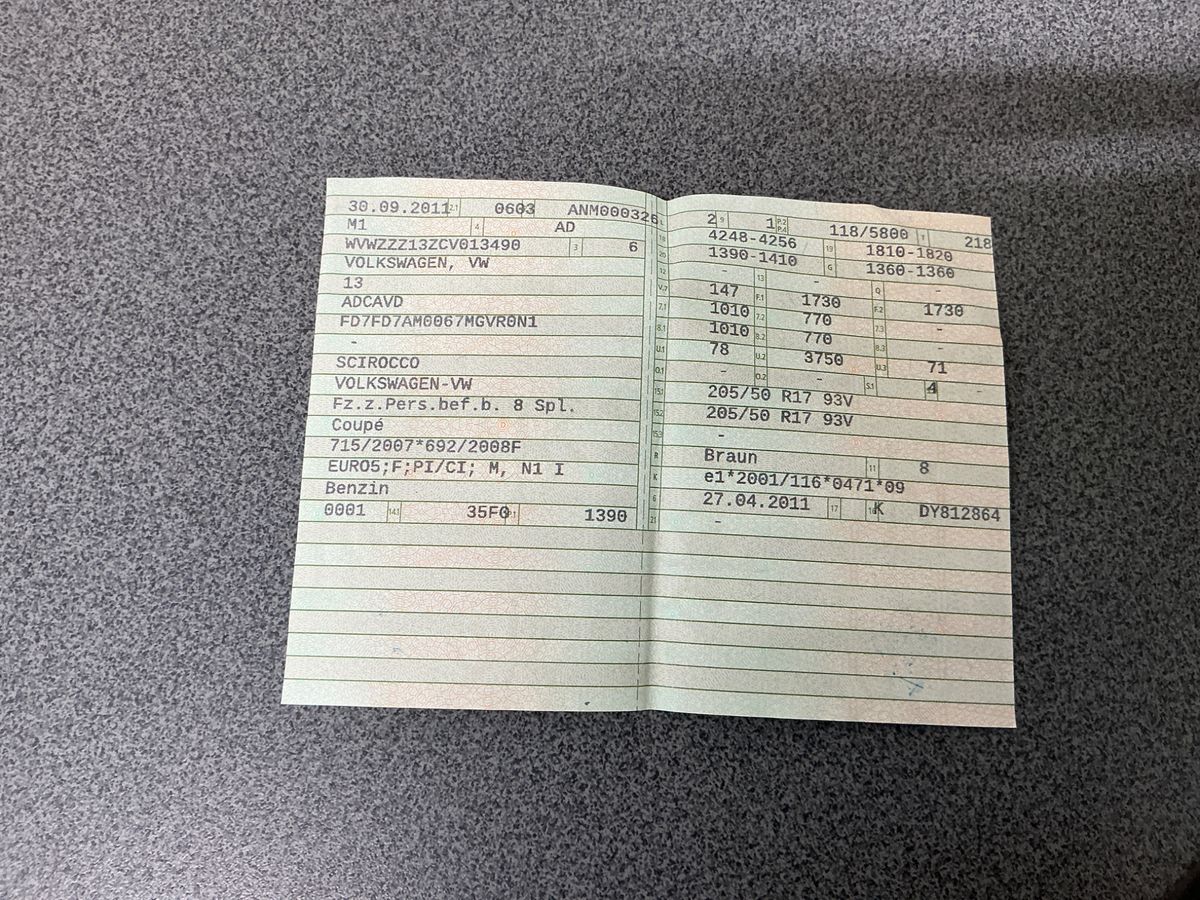 30.09.2011 2.1 0603 ANM000326
M1 4 AD
WVWZZZ13ZCV013490 3 6
VOLKSWAGEN, VW
13
ADCAVD
FD7FD7AM0067MGVR0N1
-
SCIROCCO
VOLKSWAGEN-VW
Fz.z.Pers.bef.b. 8 Spl.
Coupé
715/2007*692/2008F
EURO5;F;PI/CI; M, N1 I
Benzin
0001 14.1 35F0 P.1 1390
L 2 9 1 P.2 P.4 118/5800 T 218
18 4248-4256 19 1810-1820
20 1390-1410 G 1360-1360
12 - 13 - Q -
V.7 147 F.1 1730 F.2 1730
7.1 1010 7.2 770 7.3 -
8.1 1010 8.2 770 8.3 -
U.1 78 U.2 3750 U.3 71
O.1 - O.2 - S.1 4 -
15.1 205/50 R17 93V
15.2 205/50 R17 93V
15.3 -
R Braun 11 8
K e1*2001/116*0471*09
6 27.04.2011 17 16 K DY812864
21 -